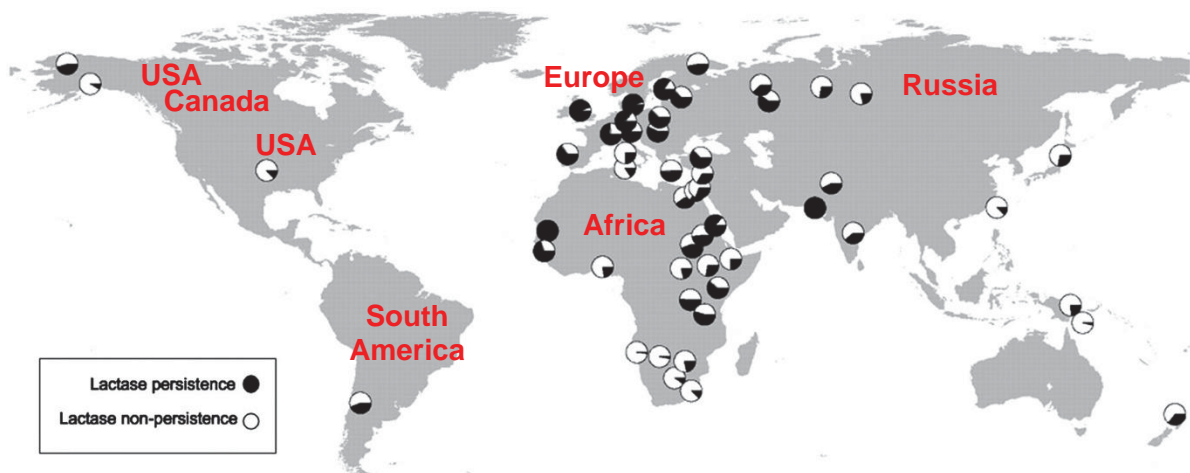 USA
Canada
USA
Europe
Russia
Africa
South
America
Lactase persistence
Lactase non-persistence